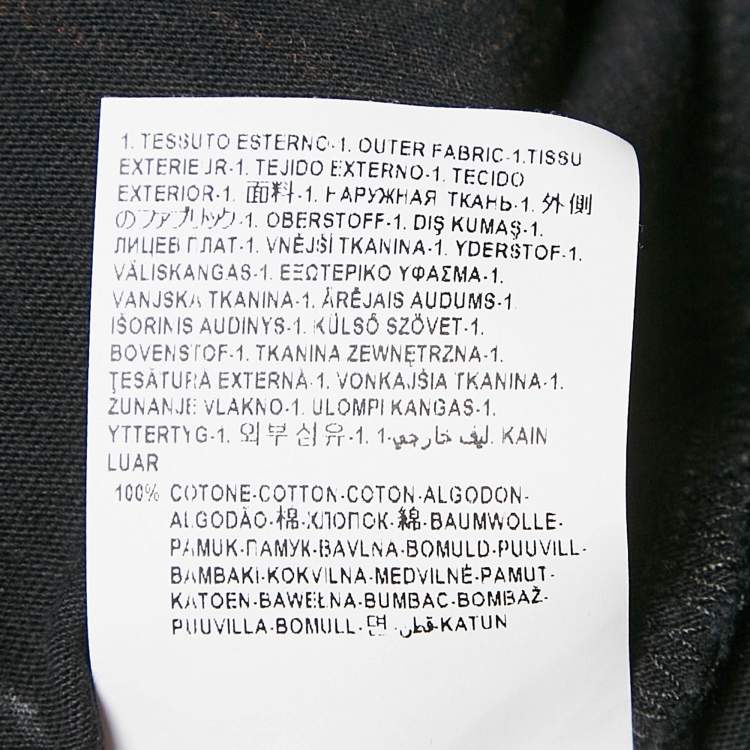 1. TESSUTO ESTERNO-1. OUTER FABRIC-1.TISSU
EXTERIEUR-1. TEJIDO EXTERNO-1. TECIDO
EXTERIOR-1. 面料-1. НАРУЖНАЯ ТКАНЬ-1. 外側
のファブリック-1. OBERSTOFF-1. DIŞ KUMAŞ-1.
ЛИЦЕВ ПЛАТ-1. VNĚJŠÍ TKANINA-1. YDERSTOF-1.
VÄLISKANGAS-1. ΕΞΩΤΕΡΙΚΟ ΥΦΑΣΜΑ-1.
VANJSKA TKANINA-1. ĀRĒJAIS AUDUMS-1.
IŠORINIS AUDINYS-1. KÜLSŐ SZÖVET-1.
BOVENSTOF-1. TKANINA ZEWNĘTRZNA-1.
ŢESĂTURA EXTERNĂ-1. VONKAJŠIA TKANINA-1.
ZUNANJE VLAKNO-1. ULOMPI KANGAS-1.
YTTERTYG-1. 외부섬유-1. ليف خارجي-1. KAIN
LUAR
100% COTONE-COTTON-COTON-ALGODON-
ALGODÃO-棉-ХЛОПОК-綿-BAUMWOLLE-
PAMUK-ПАМУК-BAVLNA-BOMULD-PUUVILL-
BAMBAKI-KOKVILNA-MEDVILNĖ-PAMUT-
KATOEN-BAWEŁNA-BUMBAC-BOMBAŽ-
PUUVILLA-BOMULL-면-قطن-KATUN